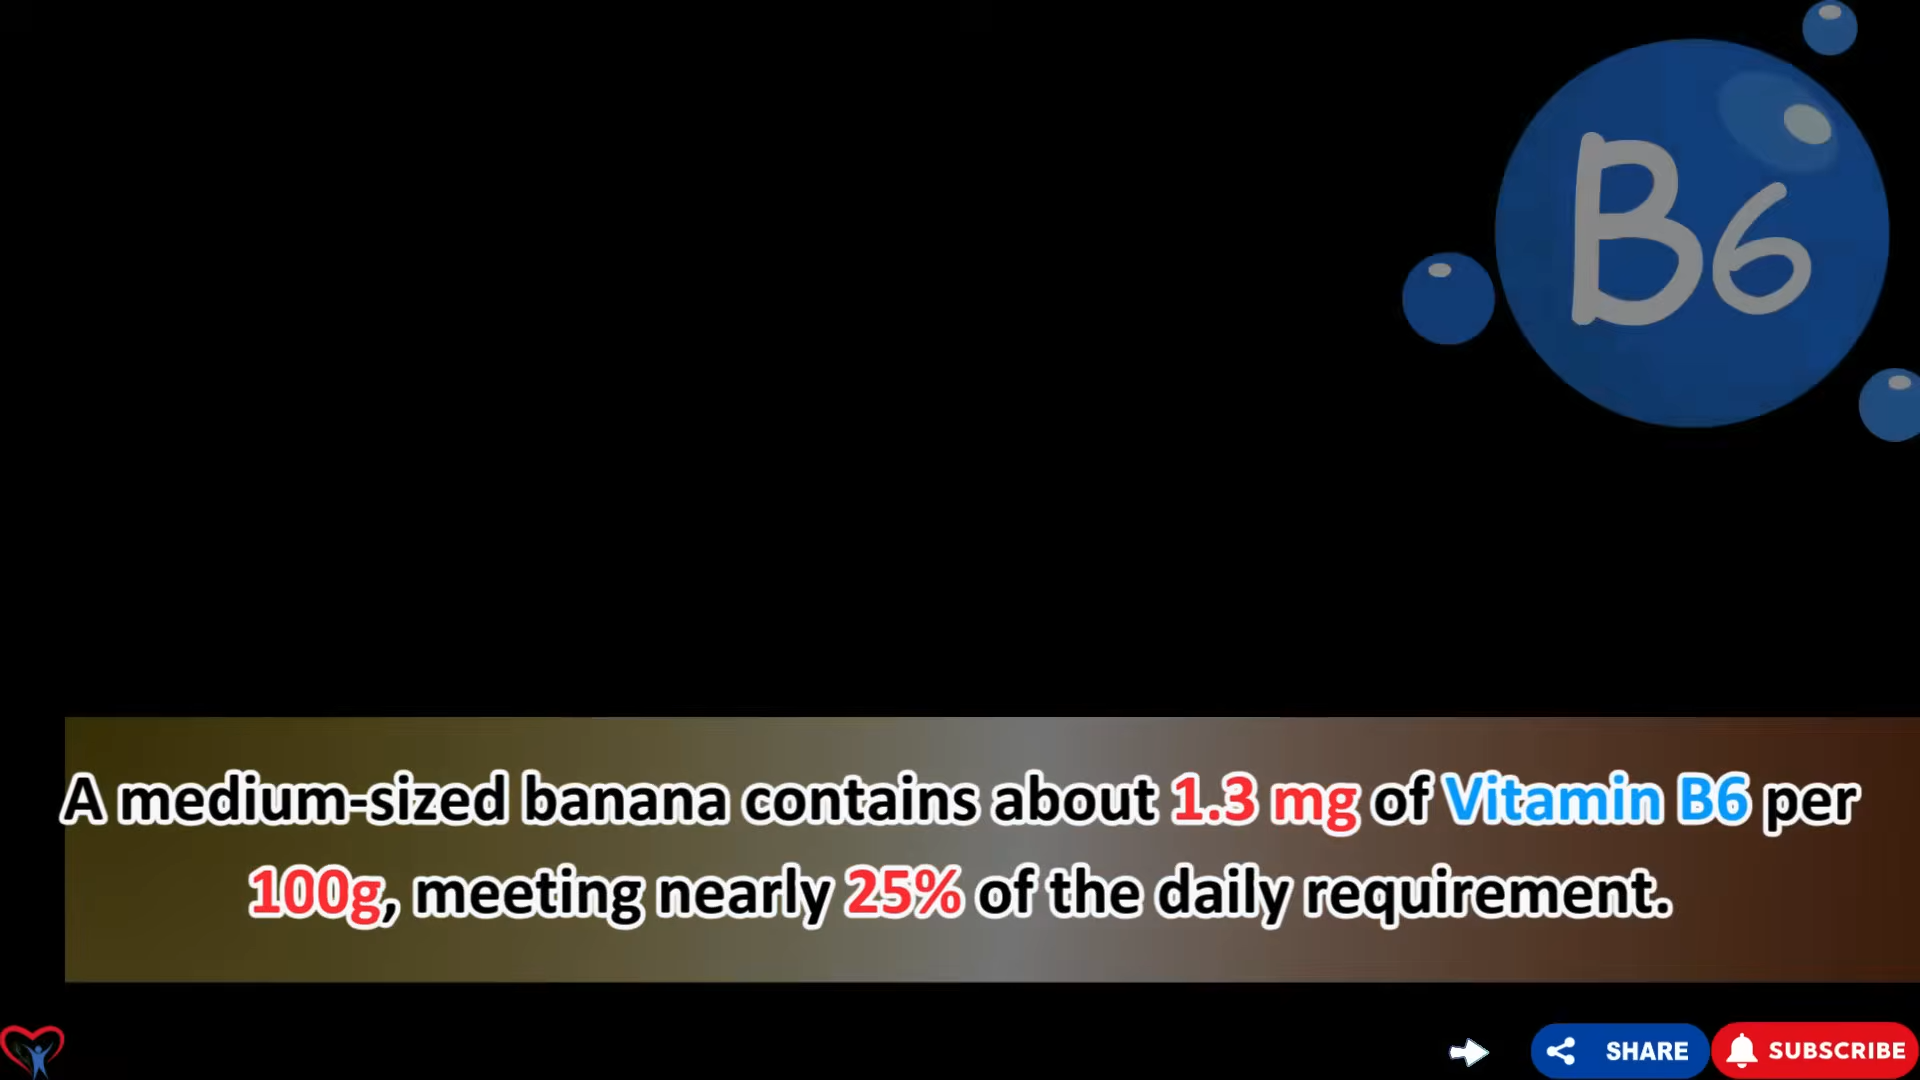 B6
A medium-sized banana contains about 1.3 mg of Vitamin B6 per
100g, meeting nearly 25% of the daily requirement.
SHARE
SUBSCRIBE